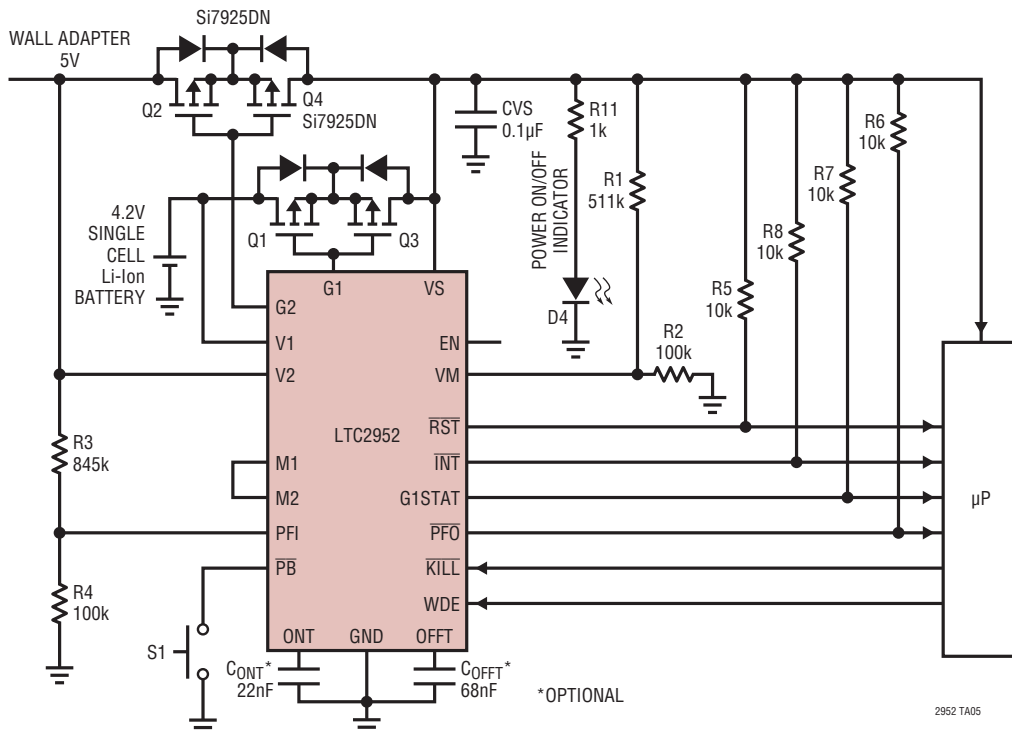 Si7925DN
WALL ADAPTER
5V
Q2
Q4
Si7925DN
CVS
0.1µF
R11
1k
R1
511k
R6
10k
R7
10k
R8
10k
R5
10k
POWER ON/OFF
INDICATOR
D4
R2
100k
4.2V
SINGLE
CELL
Li-Ion
BATTERY
Q1
Q3
G1
VS
G2
V1
V2
EN
VM
LTC2952
RST
INT
G1STAT
PFO
KILL
WDE
M1
M2
PFI
PB
ONT
GND
OFFT
R3
845k
R4
100k
S1
CONT*
22nF
COFFT*
68nF
*OPTIONAL
µP
2952 TA05